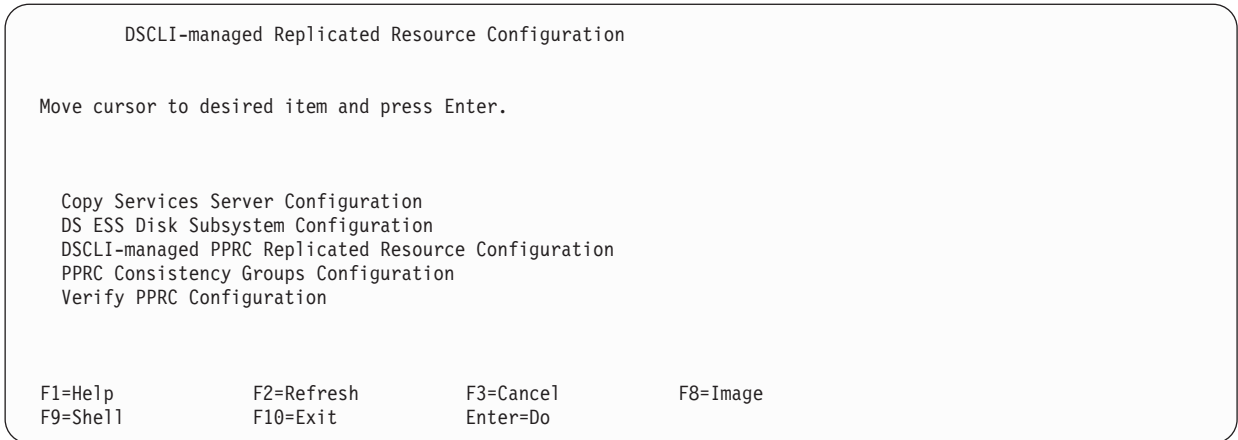 DSCLI-managed Replicated Resource Configuration
Move cursor to desired item and press Enter.
Copy Services Server Configuration
DS ESS Disk Subsystem Configuration
DSCLI-managed PPRC Replicated Resource Configuration
PPRC Consistency Groups Configuration
Verify PPRC Configuration
F1=Help F2=Refresh F3=Cancel F8=Image
F9=Shell F10=Exit Enter=Do